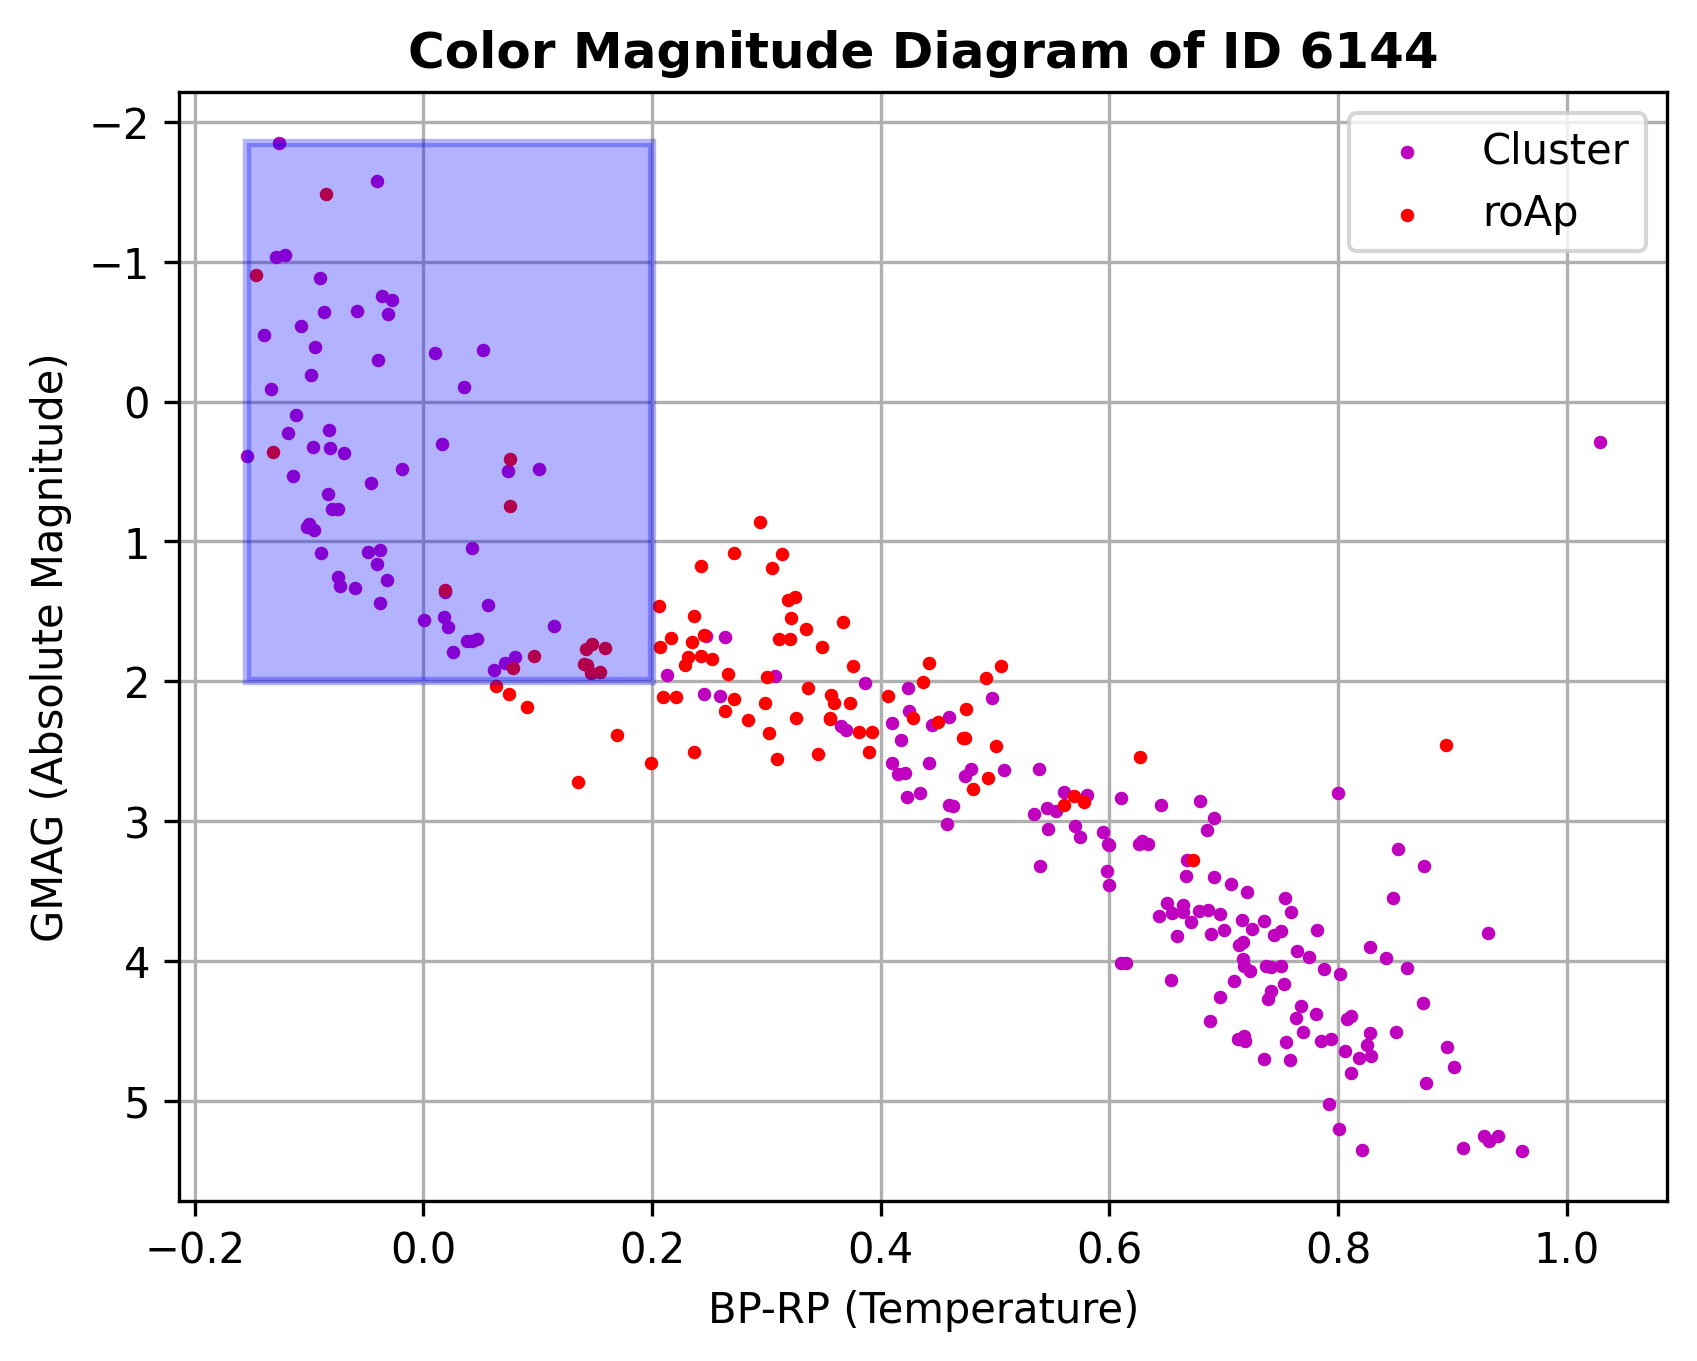 Color Magnitude Diagram of ID 6144
Cluster
roAp
−2
−1
0
1
2
3
4
5
GMAG (Absolute Magnitude)
−0.2 0.0 0.2 0.4 0.6 0.8 1.0
BP-RP (Temperature)